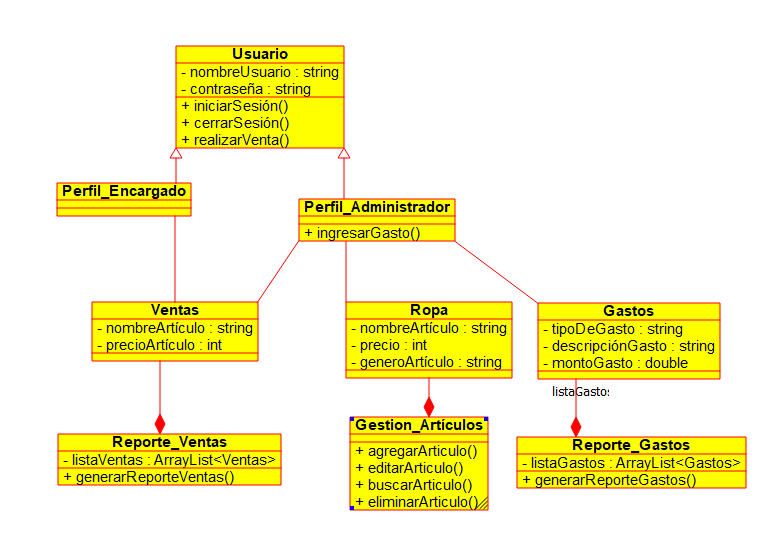 Usuario
- nombreUsuario : string
- contraseña : string
+ iniciarSesión()
+ cerrarSesión()
+ realizarVenta()
Perfil_Encargado
Perfil_Administrador
+ ingresarGasto()
Ventas
- nombreArtículo : string
- precioArtículo : int
Ropa
- nombreArtículo : string
- precio : int
- generoArtículo : string
Gastos
- tipoDeGasto : string
- descripciónGasto : string
- montoGasto : double
listaGastos
Reporte_Ventas
- listaVentas : ArrayList<Ventas>
+ generarReporteVentas()
Gestion_Artículos
+ agregarArticulo()
+ editarArticulo()
+ buscarArticulo()
+ eliminarArticulo()
Reporte_Gastos
- listaGastos : ArrayList<Gastos>
+ generarReporteGastos()